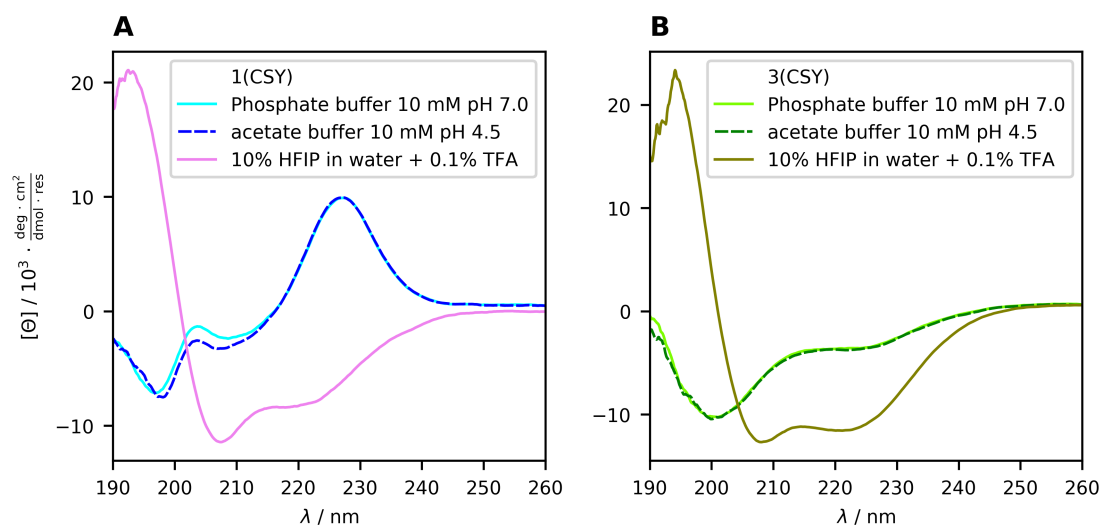 A
20
10
0
−10
190 200 210 220 230 240 250 260
λ / nm
[Θ] / 10³ · deg · cm² / dmol · res
1(CSY)
Phosphate buffer 10 mM pH 7.0
acetate buffer 10 mM pH 4.5
10% HFIP in water + 0.1% TFA
B
20
10
0
−10
190 200 210 220 230 240 250 260
λ / nm
3(CSY)
Phosphate buffer 10 mM pH 7.0
acetate buffer 10 mM pH 4.5
10% HFIP in water + 0.1% TFA